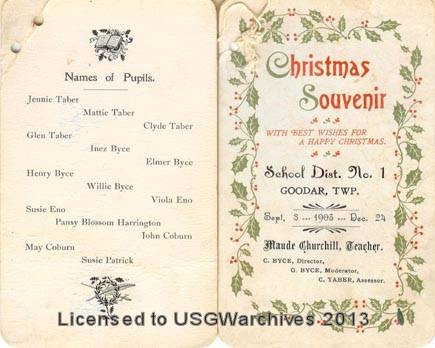 Names of Pupils.
Jennie Taber
Mattie Taber
Clyde Taber
Glen Taber
Inez Byce
Elmer Byce
Henry Byce
Willie Byce
Viola Eno
Susie Eno
Pansy Blossom Harrington
John Coburn
May Coburn
Susie Patrick
Christmas
Souvenir
WITH BEST WISHES FOR
A HAPPY CHRISTMAS.
School Dist. No. 1
GOODAR, TWP.
Sept. 3 --- 1905 --- Dec. 24
Maude Churchill, Teacher.
C. BYCE, Director,
G. BYCE, Moderator,
C. TABER, Assessor.
Licensed to USGWarchives 2013